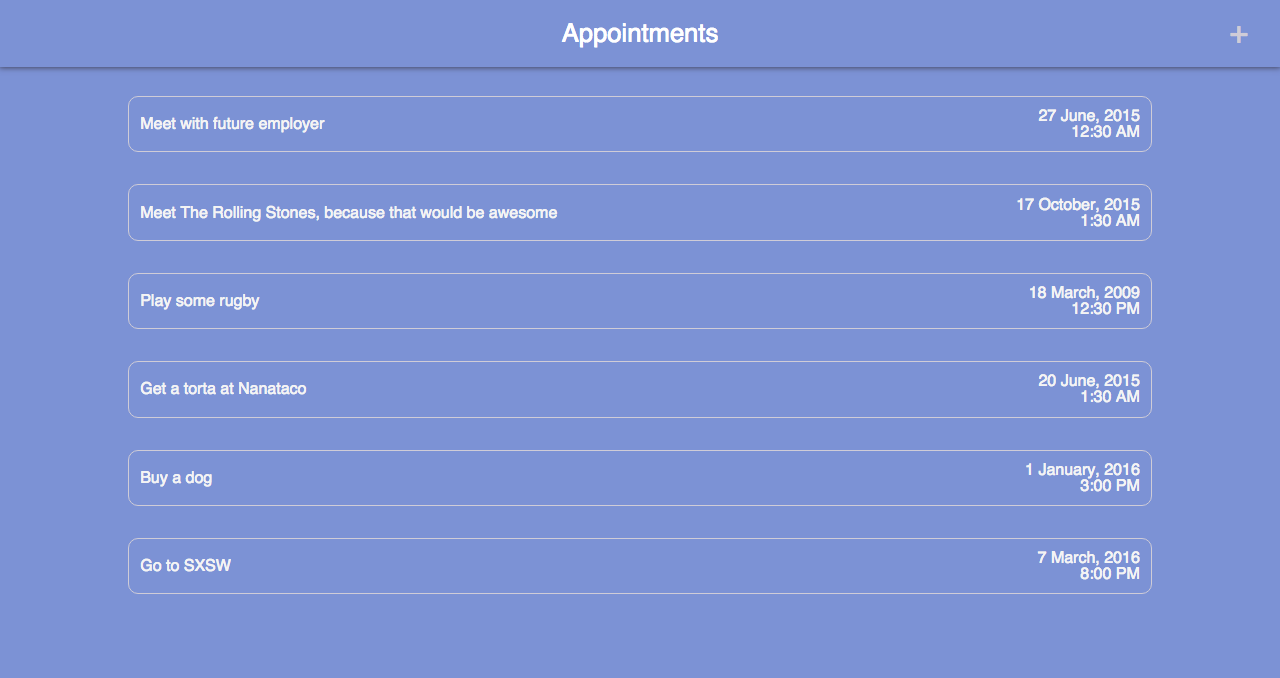 Appointments +
Meet with future employer
27 June, 2015
12:30 AM
Meet The Rolling Stones, because that would be awesome
17 October, 2015
1:30 AM
Play some rugby
18 March, 2009
12:30 PM
Get a torta at Nanataco
20 June, 2015
1:30 AM
Buy a dog
1 January, 2016
3:00 PM
Go to SXSW
7 March, 2016
8:00 PM